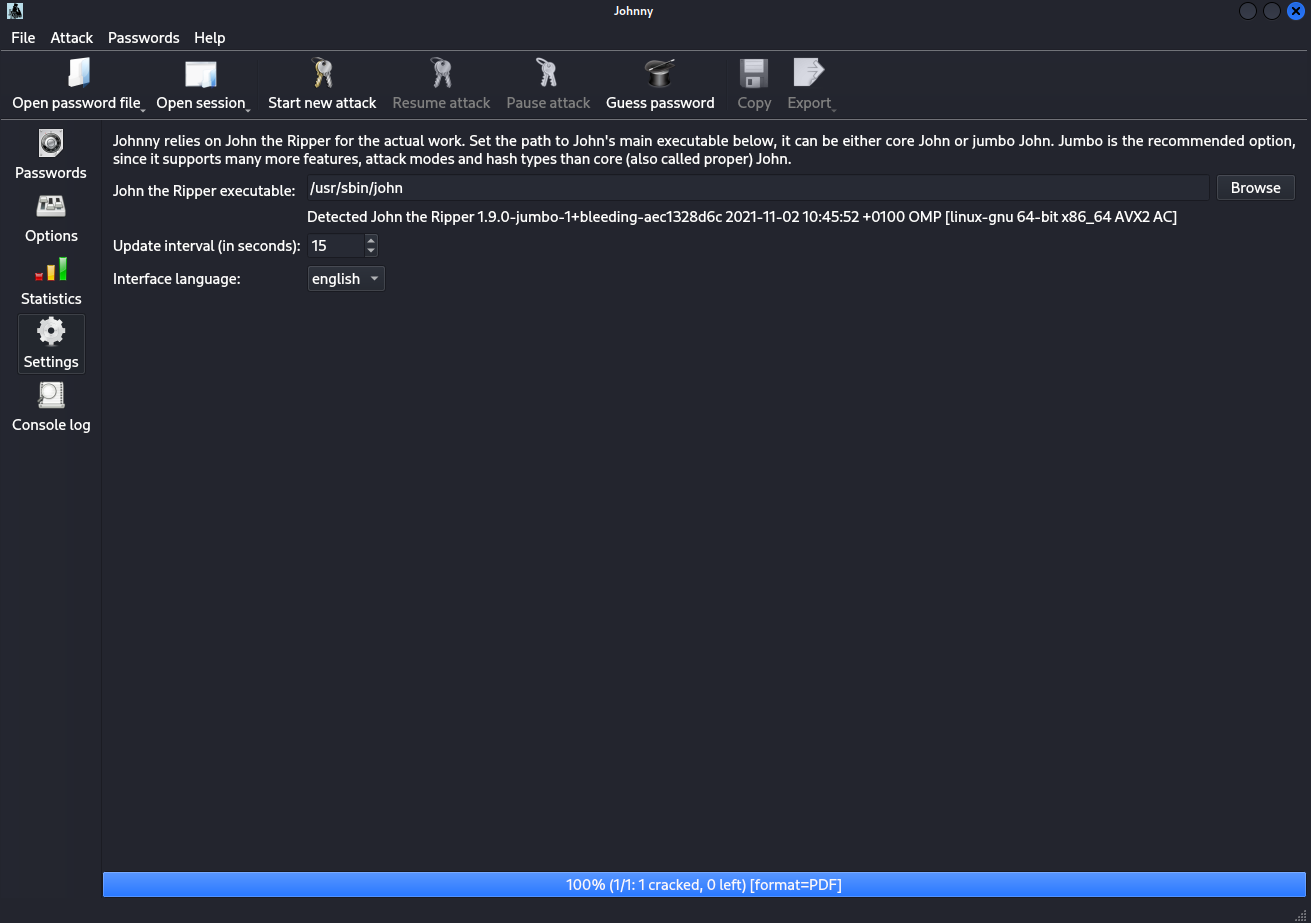 Johnny
File Attack Passwords Help
Open password file Open session Start new attack Resume attack Pause attack Guess password Copy Export
Passwords
Options
Statistics
Settings
Console log
Johnny relies on John the Ripper for the actual work. Set the path to John's main executable below, it can be either core John or jumbo John. Jumbo is the recommended option,
since it supports many more features, attack modes and hash types than core (also called proper) John.
John the Ripper executable: /usr/sbin/john Browse
Detected John the Ripper 1.9.0-jumbo-1+bleeding-aec1328d6c 2021-11-02 10:45:52 +0100 OMP [linux-gnu 64-bit x86_64 AVX2 AC]
Update interval (in seconds): 15
Interface language: english
100% (1/1: 1 cracked, 0 left) [format=PDF]